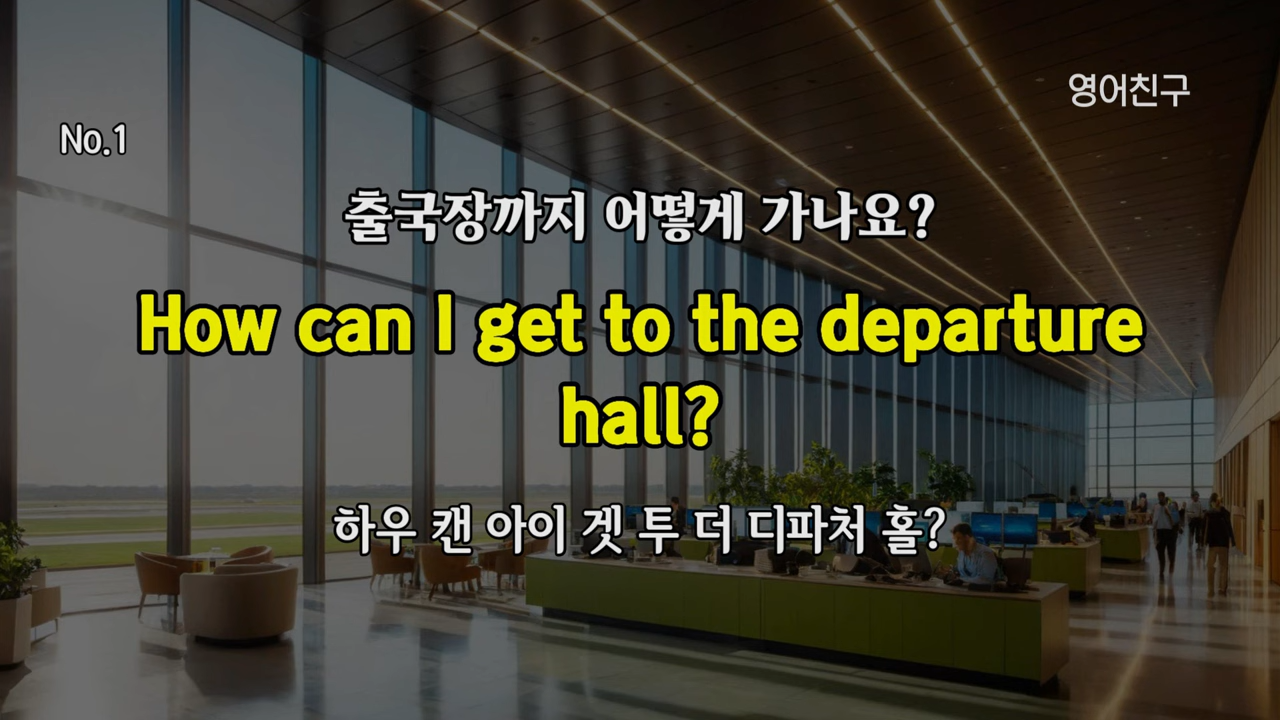 영어친구
No.1
출국장까지 어떻게 가나요?
How can I get to the departure
hall?
하우 캔 아이 겟 투 더 디파처 홀?